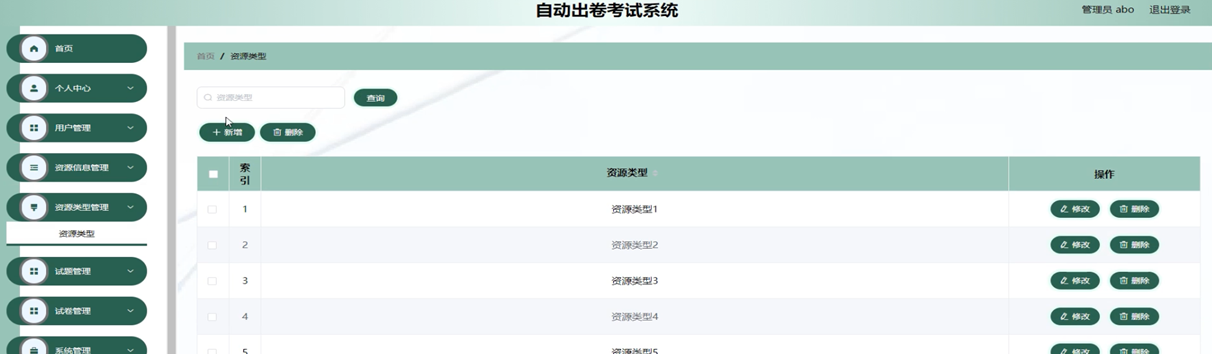 自动出卷考试系统
管理员 abo 退出登录
首页
个人中心
用户管理
资源信息管理
资源类型管理
资源类型
试题管理
试卷管理
系统管理
首页 / 资源类型
资源类型
查询
新增 删除
索引 资源类型 操作
1 资源类型1 修改 删除
2 资源类型2 修改 删除
3 资源类型3 修改 删除
4 资源类型4 修改 删除
5 资源类型5 修改 删除